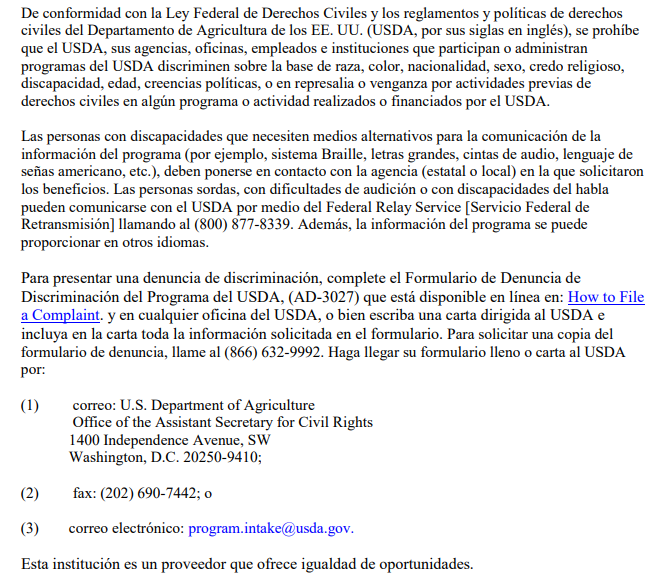 De conformidad con la Ley Federal de Derechos Civiles y los reglamentos y políticas de derechos
civiles del Departamento de Agricultura de los EE. UU. (USDA, por sus siglas en inglés), se prohíbe
que el USDA, sus agencias, oficinas, empleados e instituciones que participan o administran
programas del USDA discriminen sobre la base de raza, color, nacionalidad, sexo, credo religioso,
discapacidad, edad, creencias políticas, o en represalia o venganza por actividades previas de
derechos civiles en algún programa o actividad realizados o financiados por el USDA.
Las personas con discapacidades que necesiten medios alternativos para la comunicación de la
información del programa (por ejemplo, sistema Braille, letras grandes, cintas de audio, lenguaje de
señas americano, etc.), deben ponerse en contacto con la agencia (estatal o local) en la que solicitaron
los beneficios. Las personas sordas, con dificultades de audición o con discapacidades del habla
pueden comunicarse con el USDA por medio del Federal Relay Service [Servicio Federal de
Retransmisión] llamando al (800) 877-8339. Además, la información del programa se puede
proporcionar en otros idiomas.
Para presentar una denuncia de discriminación, complete el Formulario de Denuncia de
Discriminación del Programa del USDA, (AD-3027) que está disponible en línea en: How to File
a Complaint. y en cualquier oficina del USDA, o bien escriba una carta dirigida al USDA e
incluya en la carta toda la información solicitada en el formulario. Para solicitar una copia del
formulario de denuncia, llame al (866) 632-9992. Haga llegar su formulario lleno o carta al USDA
por:
(1) correo: U.S. Department of Agriculture
Office of the Assistant Secretary for Civil Rights
1400 Independence Avenue, SW
Washington, D.C. 20250-9410;
(2) fax: (202) 690-7442; o
(3) correo electrónico: program.intake@usda.gov.
Esta institución es un proveedor que ofrece igualdad de oportunidades.